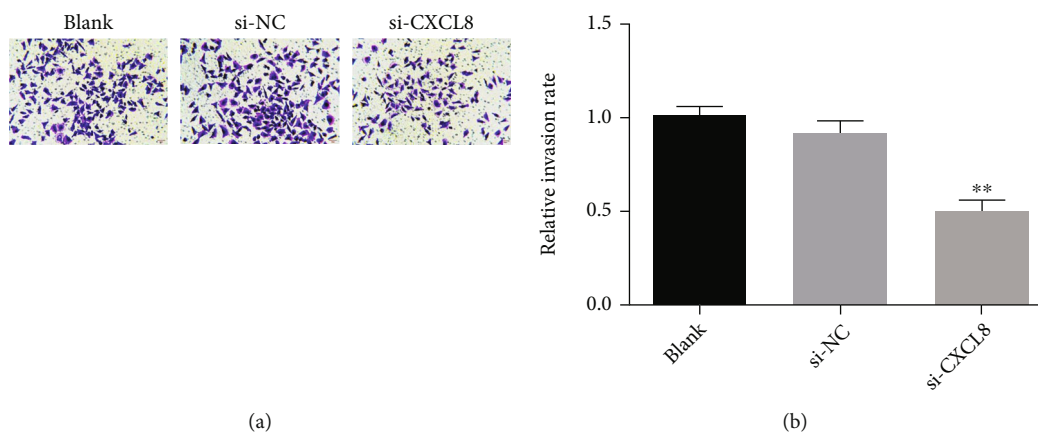 Blank
si-NC
si-CXCL8
(a)
Relative invasion rate
1.5
1.0
0.5
0.0
**
Blank
si-NC
si-CXCL8
(b)